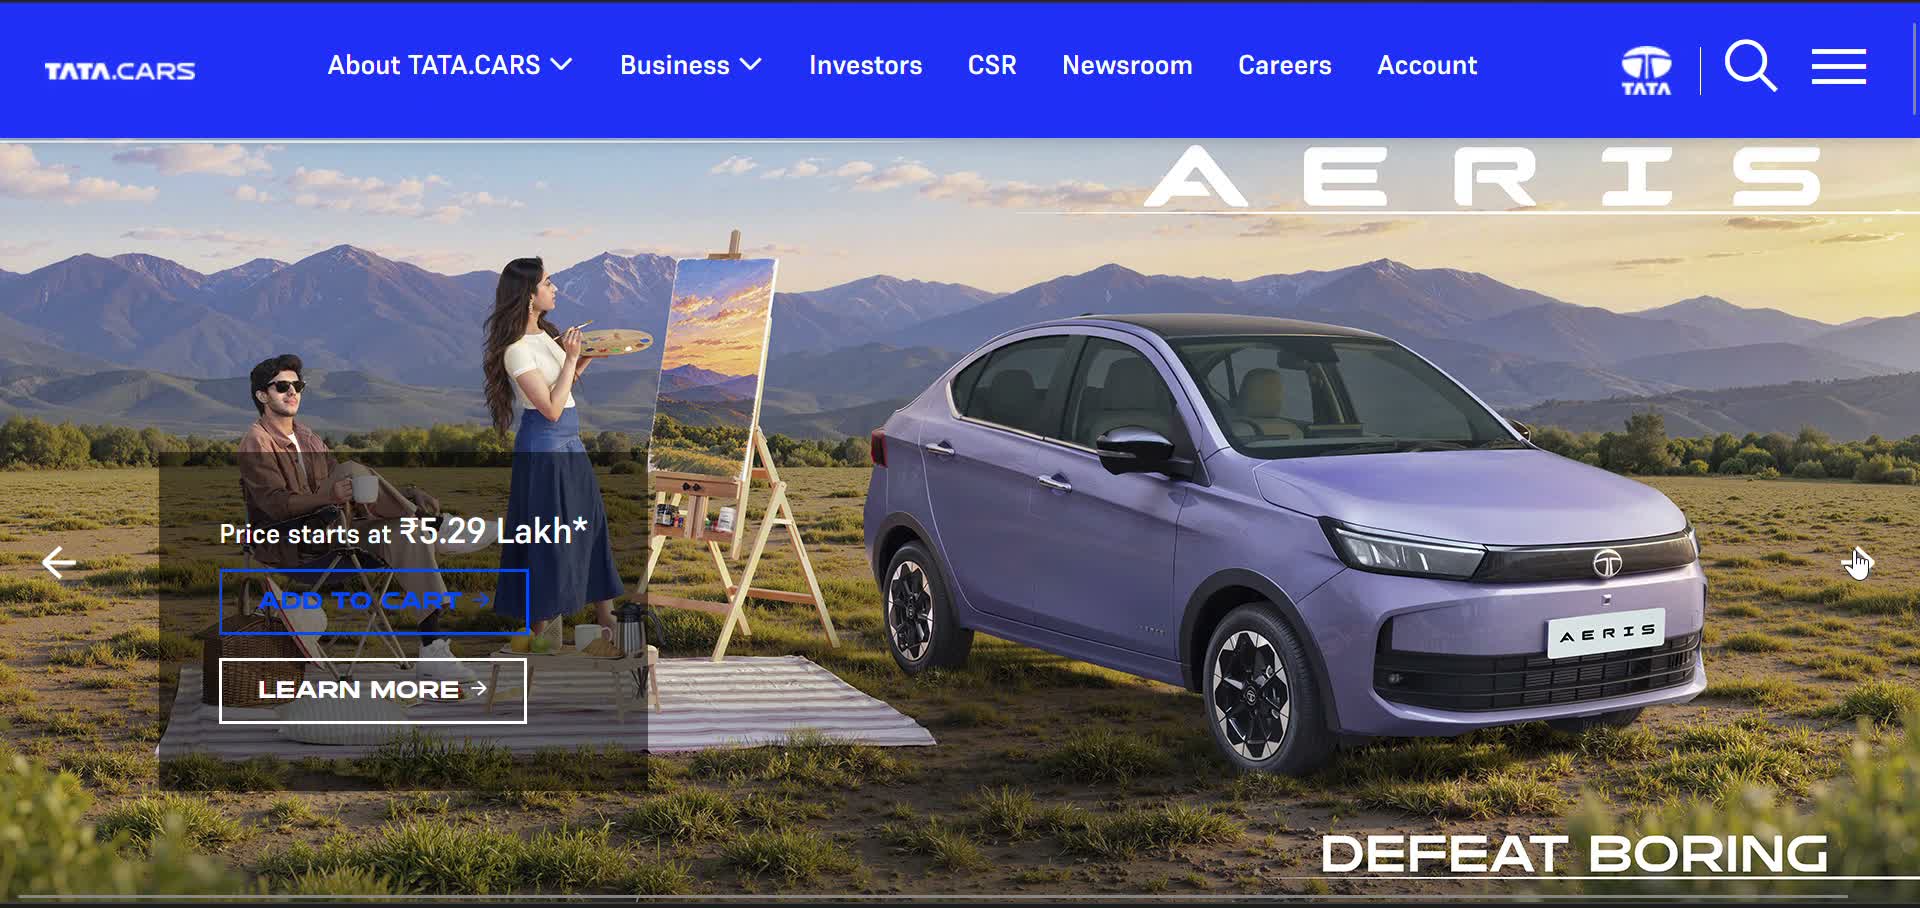 TATA.CARS
About TATA.CARS
Business
Investors
CSR
Newsroom
Careers
Account
TATA
AERIS
Price starts at ₹5.29 Lakh*
ADD TO CART →
LEARN MORE →
AERIS
DEFEAT BORING